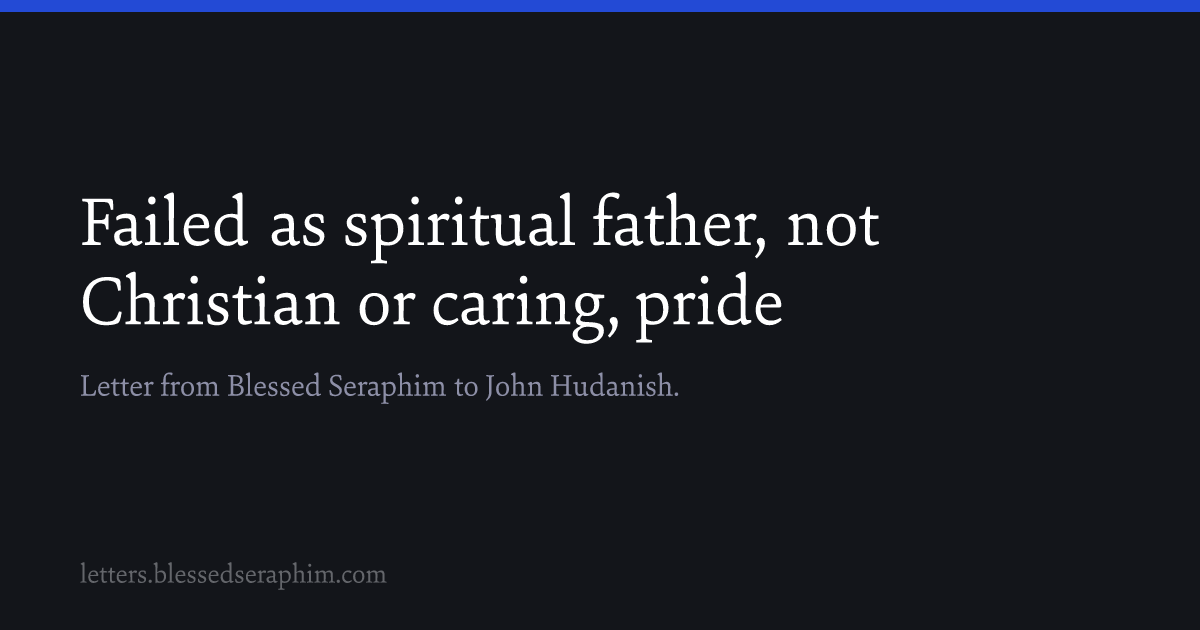 Failed as spiritual father, not
Christian or caring, pride
Letter from Blessed Seraphim to John Hudanish.
letters.blessedseraphim.com